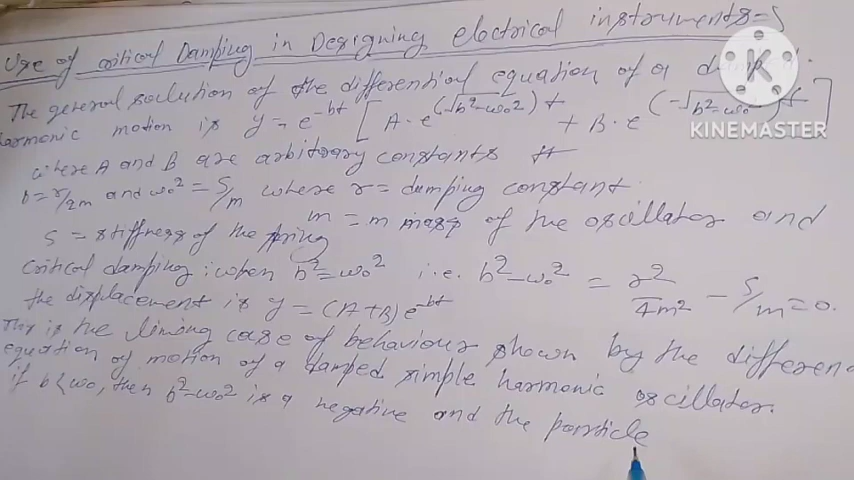 Use of critical Damping in Designing electrical instruments:-
The general solution of the differential equation of a damped
harmonic motion is y = e^-bt [A.e^(√b²-ω₀²)t + B.e^(-√b²-ω₀²)t]
where A and B are arbitrary constants
b=r/2m and ω₀² = S/m where r = damping constant
m = m mass of the oscillator and
S = stiffness of the spring
critical damping: when b² = ω₀² i.e. b²-ω₀² = r²/4m² - S/m = 0.
the displacement is y = (A+B) e^-bt
This is the liming case of behaviour shown by the differen
equation of motion of a damped simple harmonic oscillator.
if b<ω₀, then b²-ω₀² is a negative and the particle
KINEMASTER